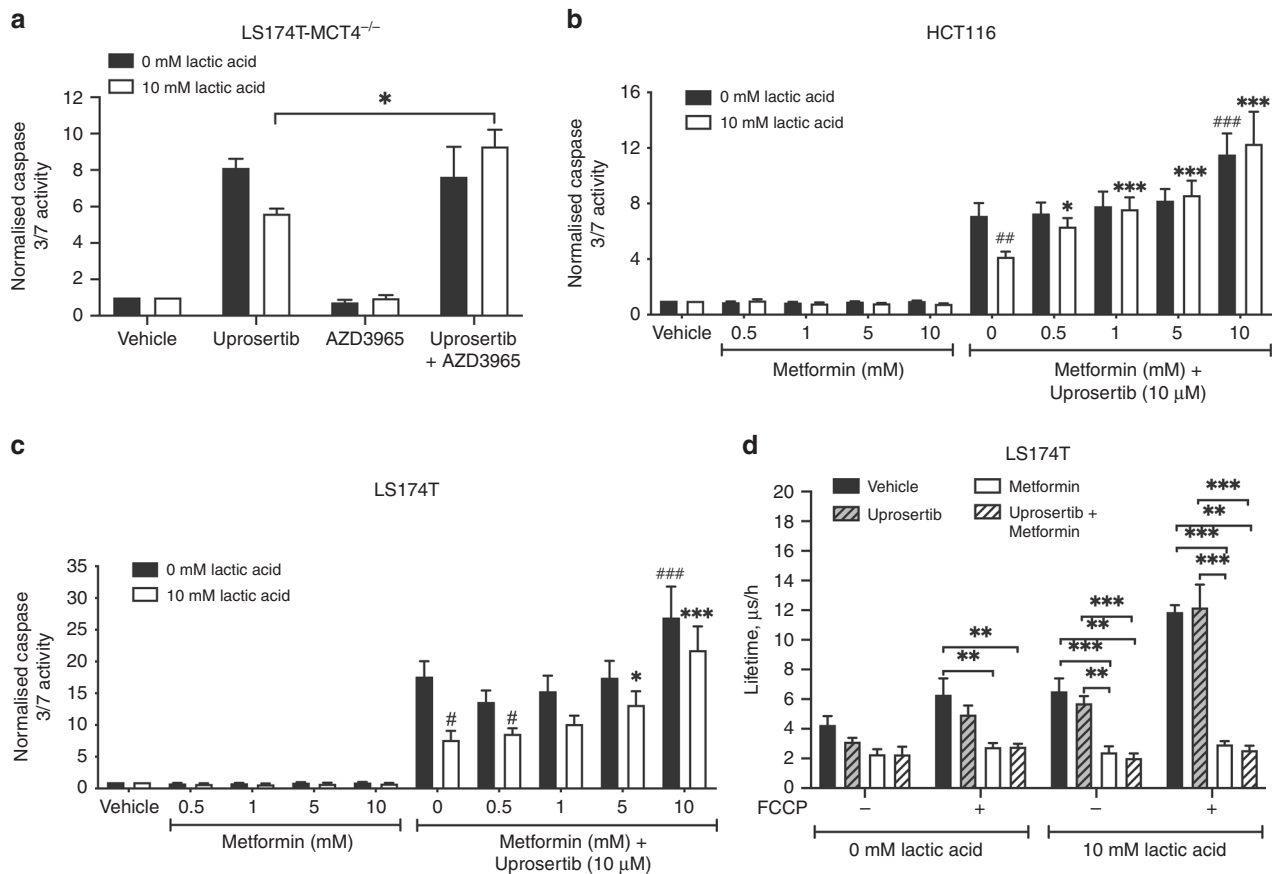 a
LS174T-MCT4–/–
0 mM lactic acid
10 mM lactic acid
Normalised caspase
3/7 activity
12
10
8
6
4
2
0
*
Vehicle
Uprosertib
AZD3965
Uprosertib
+ AZD3965
b
HCT116
0 mM lactic acid
10 mM lactic acid
Normalised caspase
3/7 activity
16
12
8
4
0
##
*
***
***
###
***
Vehicle
0.5 1 5 10
0 0.5 1 5 10
Metformin (mM)
Metformin (mM) +
Uprosertib (10 μM)
c
LS174T
0 mM lactic acid
10 mM lactic acid
Normalised caspase
3/7 activity
35
30
25
20
15
10
5
0
#
#
*
###
***
Vehicle
0.5 1 5 10
0 0.5 1 5 10
Metformin (mM)
Metformin (mM) +
Uprosertib (10 μM)
d
LS174T
Vehicle
Uprosertib
Metformin
Uprosertib +
Metformin
Lifetime, μs/h
20
18
16
14
12
10
8
6
4
2
0
**
**
***
**
***
**
***
**
***
***
FCCP – + – +
0 mM lactic acid
10 mM lactic acid